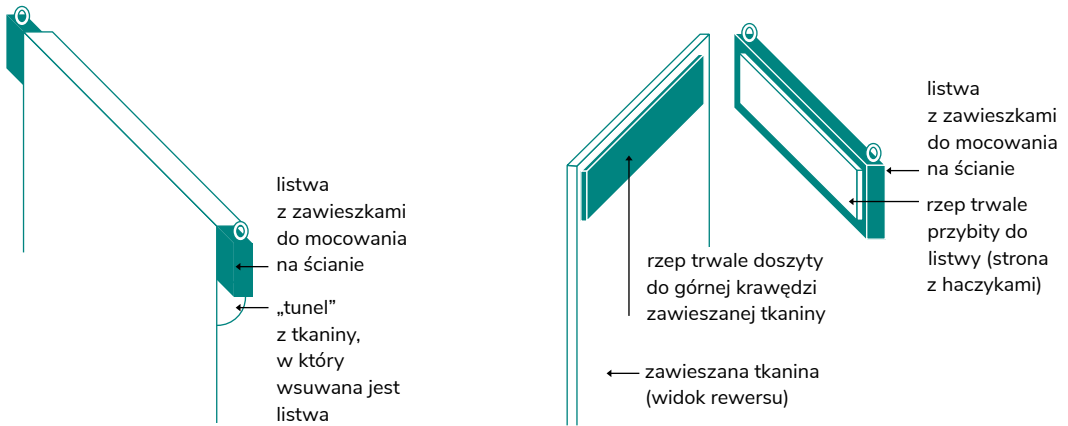 listwa
z zawieszkami
do mocowania
na ścianie
„tunel”
z tkaniny,
w który
wsuwana jest
listwa
rzep trwale doszyty
do górnej krawędzi
zawieszanej tkaniny
zawieszana tkanina
(widok rewersu)
listwa
z zawieszkami
do mocowania
na ścianie
rzep trwale
przybity do
listwy (strona
z haczykami)